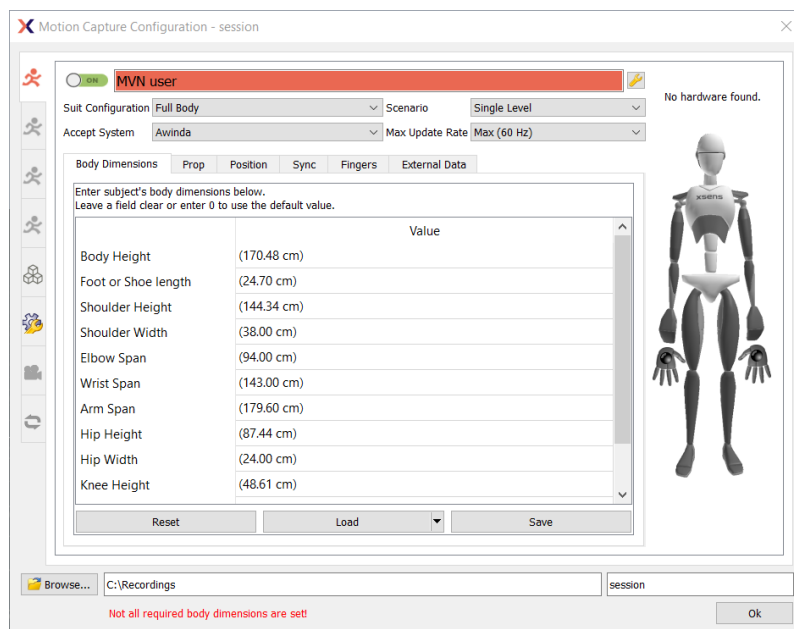 Motion Capture Configuration - session
ON
MVN user
No hardware found.
Suit Configuration Full Body Scenario Single Level
Accept System Awinda Max Update Rate Max (60 Hz)
Body Dimensions Prop Position Sync Fingers External Data
Enter subject's body dimensions below.
Leave a field clear or enter 0 to use the default value.
Value
Body Height (170.48 cm)
Foot or Shoe length (24.70 cm)
Shoulder Height (144.34 cm)
Shoulder Width (38.00 cm)
Elbow Span (94.00 cm)
Wrist Span (143.00 cm)
Arm Span (179.60 cm)
Hip Height (87.44 cm)
Hip Width (24.00 cm)
Knee Height (48.61 cm)
Reset Load Save
xsens
Browse... C:\Recordings session
Not all required body dimensions are set!
Ok